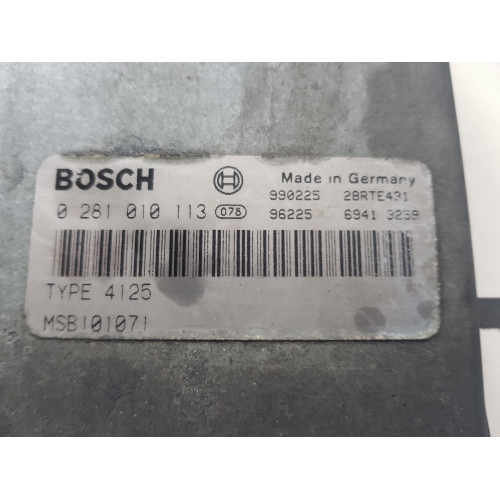 BOSCH Made in Germany
990225 28RTE431
0 281 010 113 078 96225 6941 3259
TYPE 4125
MSB101071